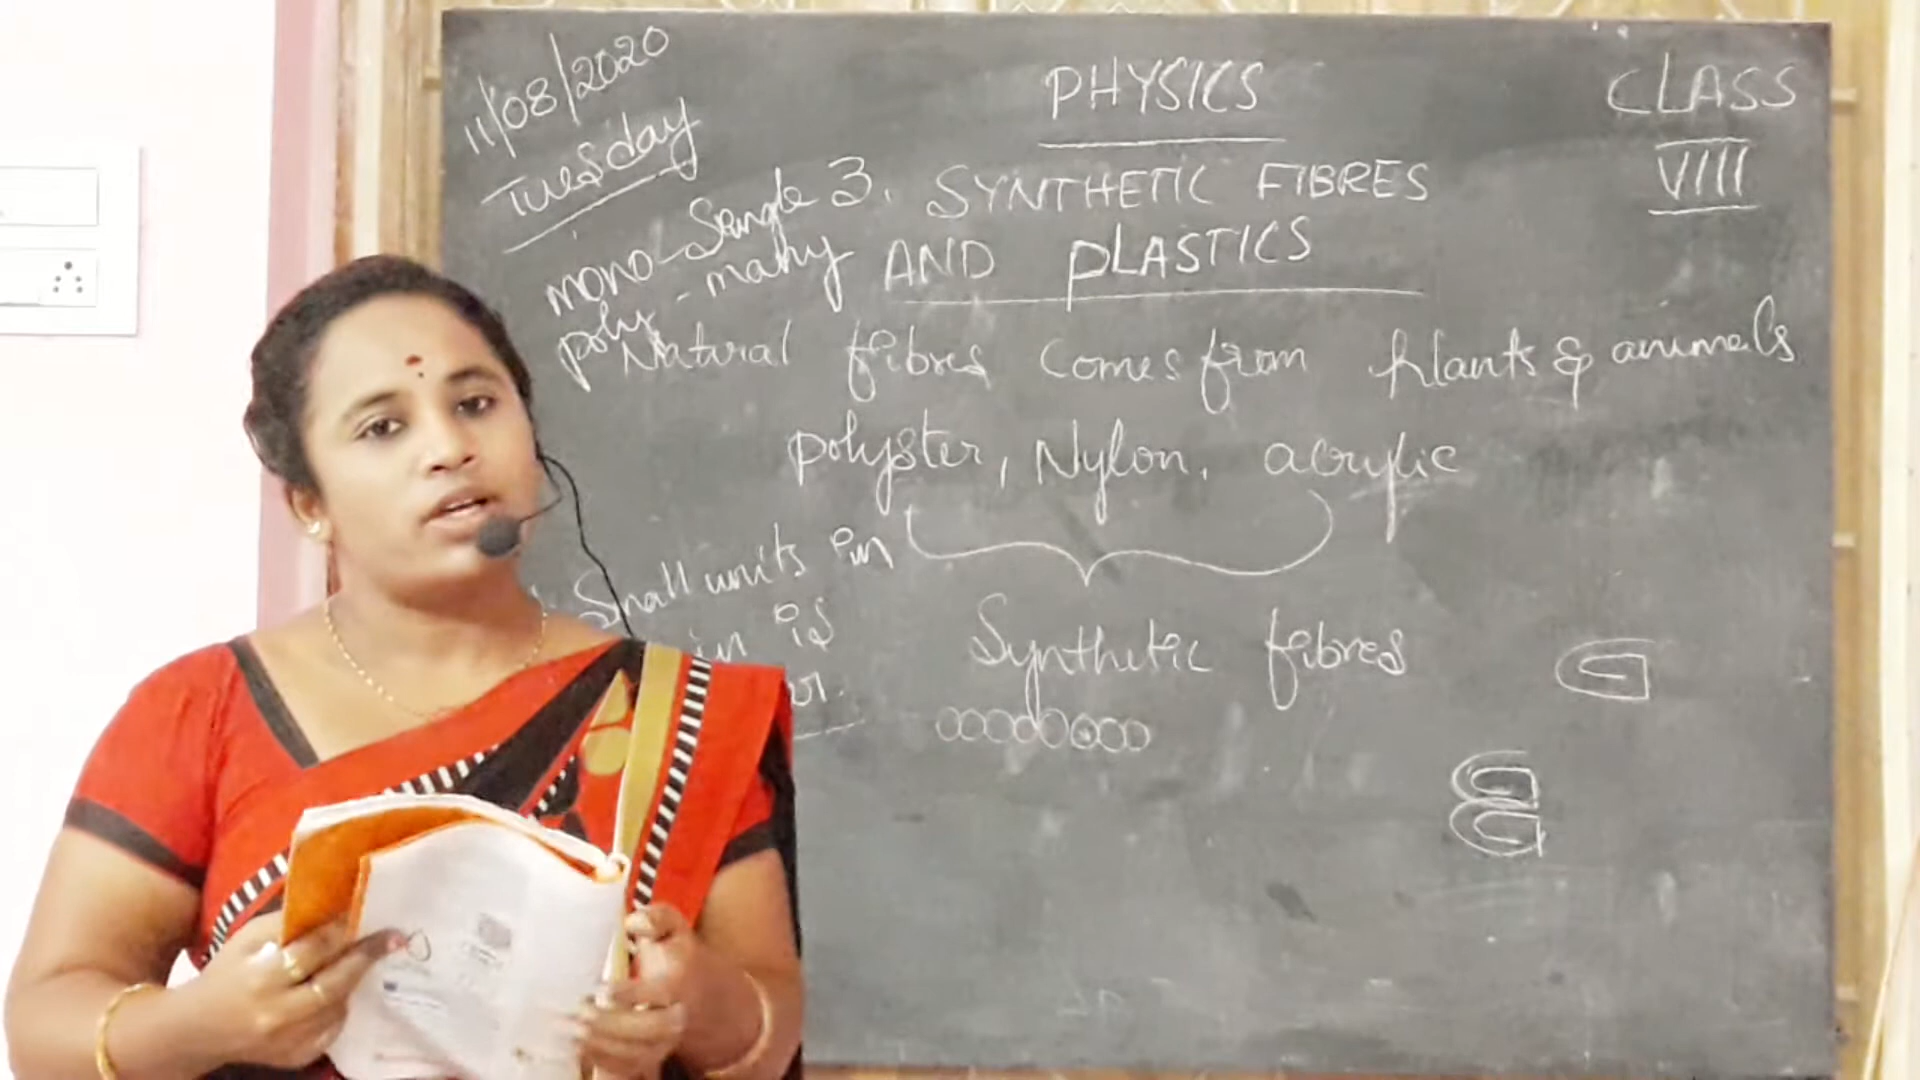 11/08/2020
Tuesday
PHYSICS
CLASS
VIII
3. SYNTHETIC FIBRES
AND PLASTICS
mono - Single
poly - many
Natural fibres comes from plants & animals
polyster, Nylon, acrylic
Small units in
in is
Synthetic fibres